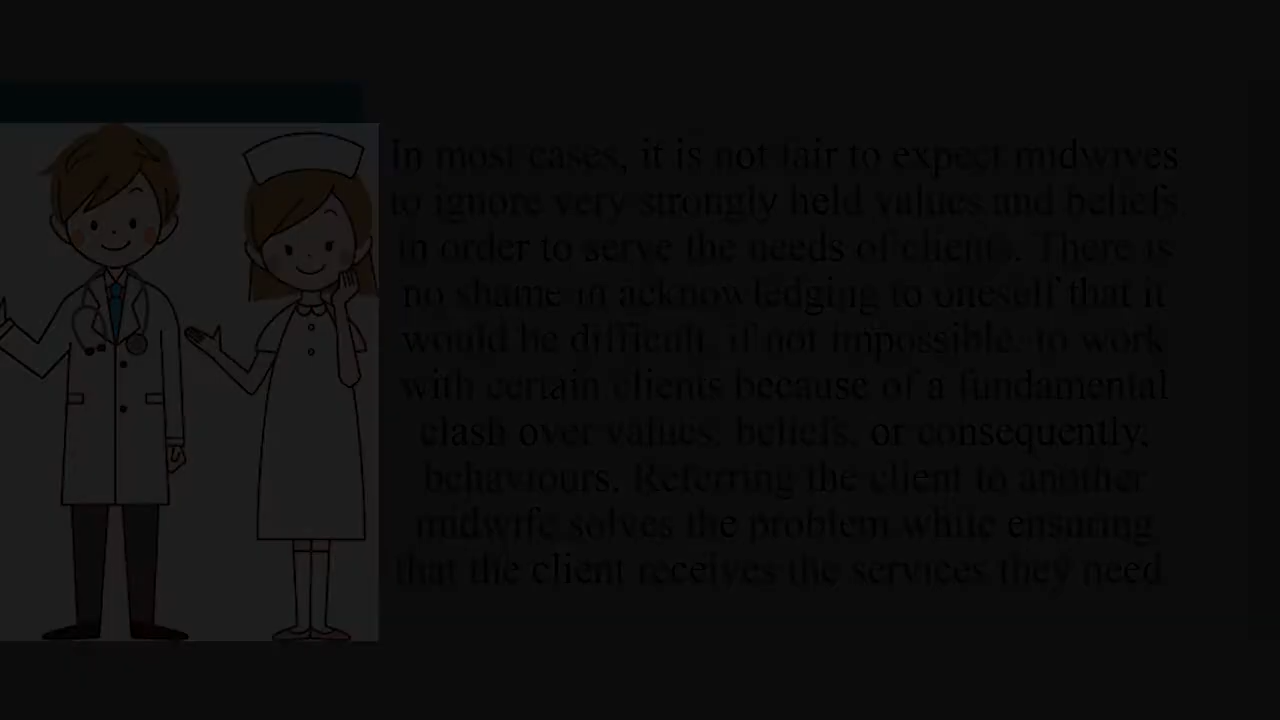 In most cases, it is not fair to expect midwives
to ignore very strongly held values and beliefs
in order to serve the needs of clients. There is
no shame in acknowledging to oneself that it
would be difficult, if not impossible, to work
with certain clients because of a fundamental
clash over values, beliefs, or consequently,
behaviours. Referring the client to another
midwife solves the problem while ensuring
that the client receives the services they need